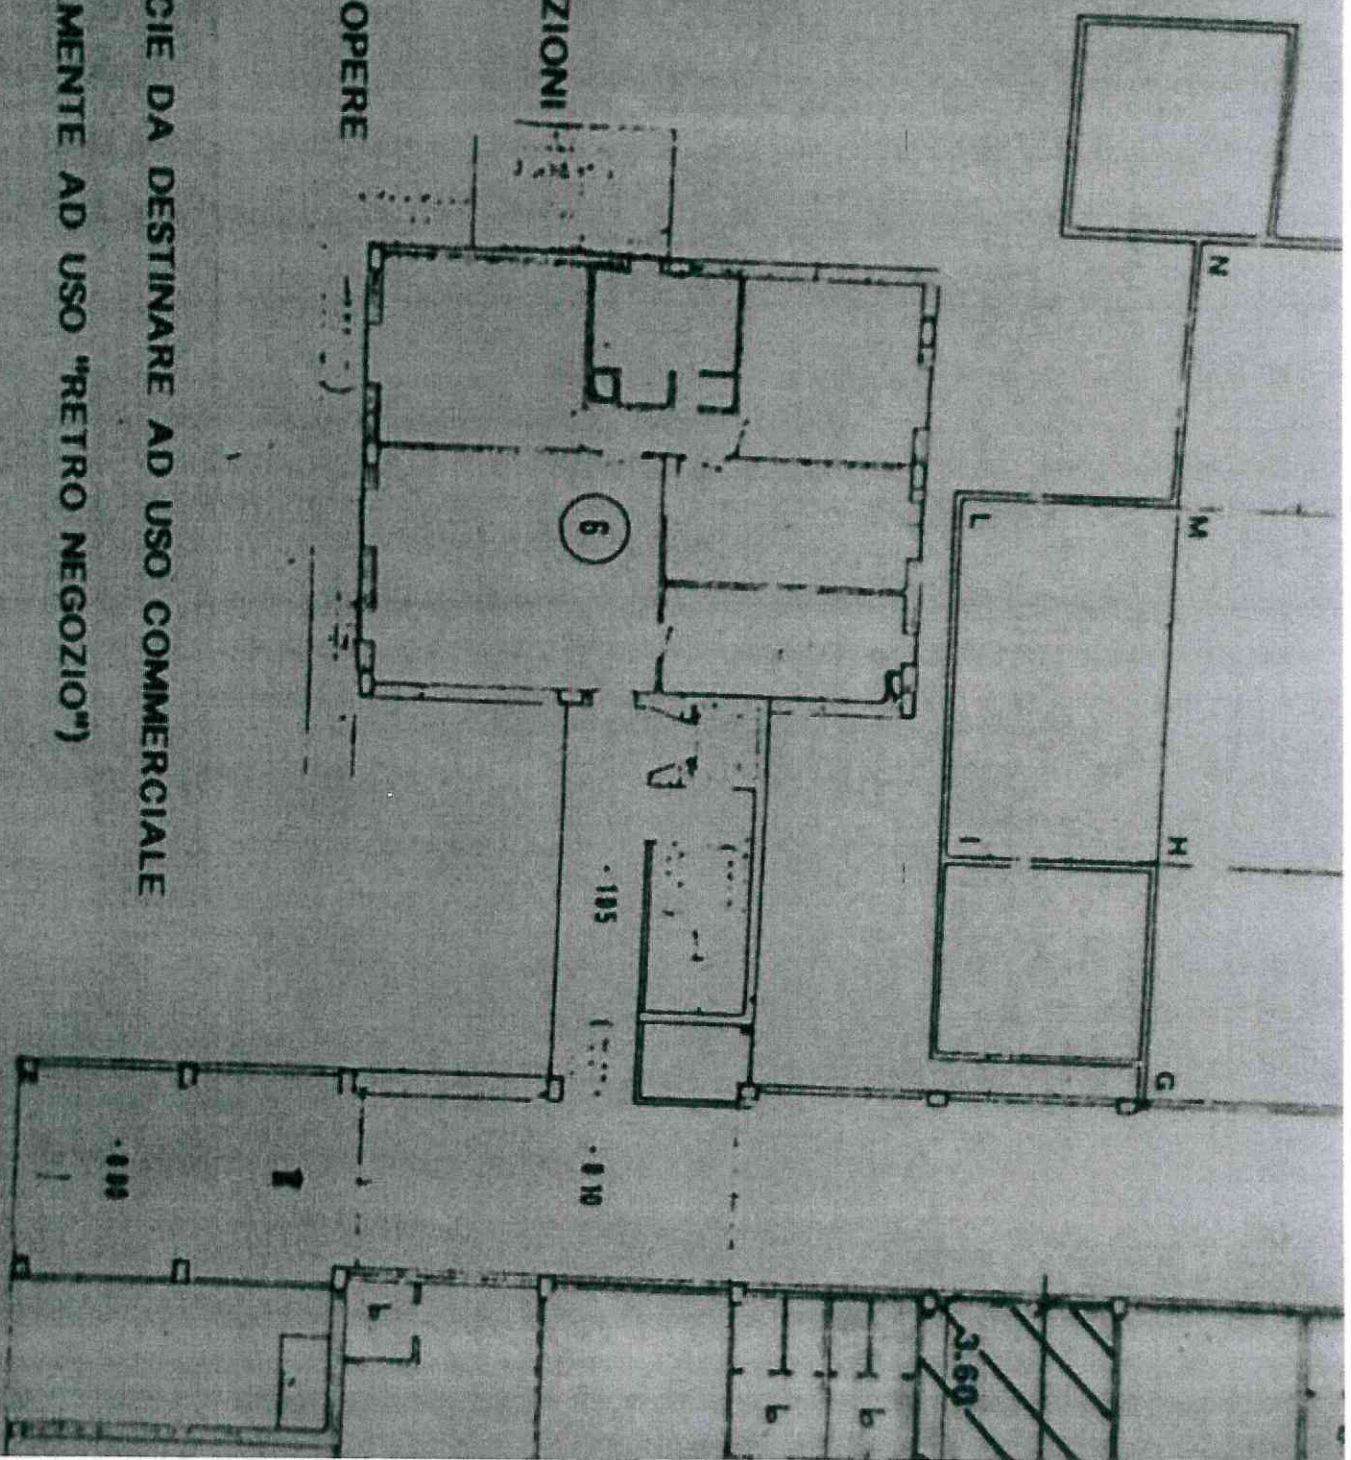 ZIONI
OPERE
CIE DA DESTINARE AD USO COMMERCIALE
MENTE AD USO "RETRO NEGOZIO")
N
M
L
H
I
G
6
3.60
b
b
b